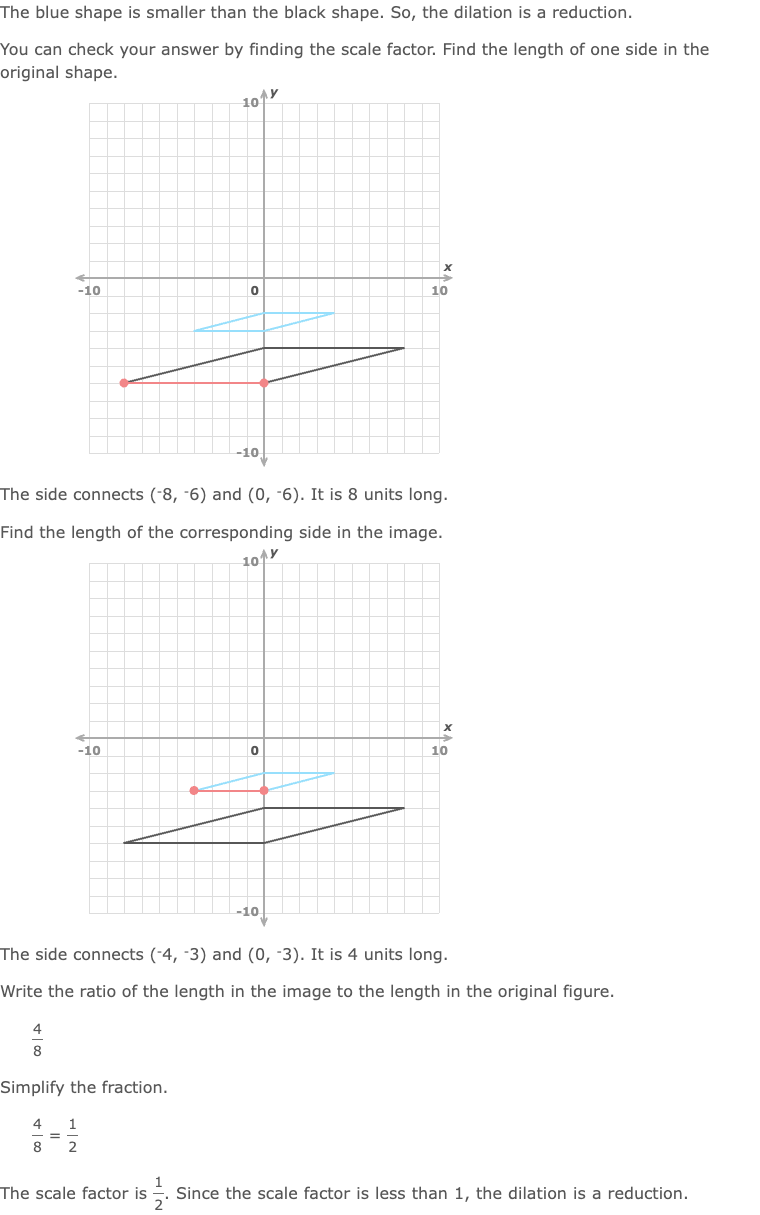 The blue shape is smaller than the black shape. So, the dilation is a reduction.
You can check your answer by finding the scale factor. Find the length of one side in the
original shape.
y
10
x
-10
0
10
-10
The side connects (⁻8, ⁻6) and (0, ⁻6). It is 8 units long.
Find the length of the corresponding side in the image.
y
10
x
-10
0
10
-10
The side connects (⁻4, ⁻3) and (0, ⁻3). It is 4 units long.
Write the ratio of the length in the image to the length in the original figure.
4/8
Simplify the fraction.
4/8 = 1/2
The scale factor is 1/2. Since the scale factor is less than 1, the dilation is a reduction.